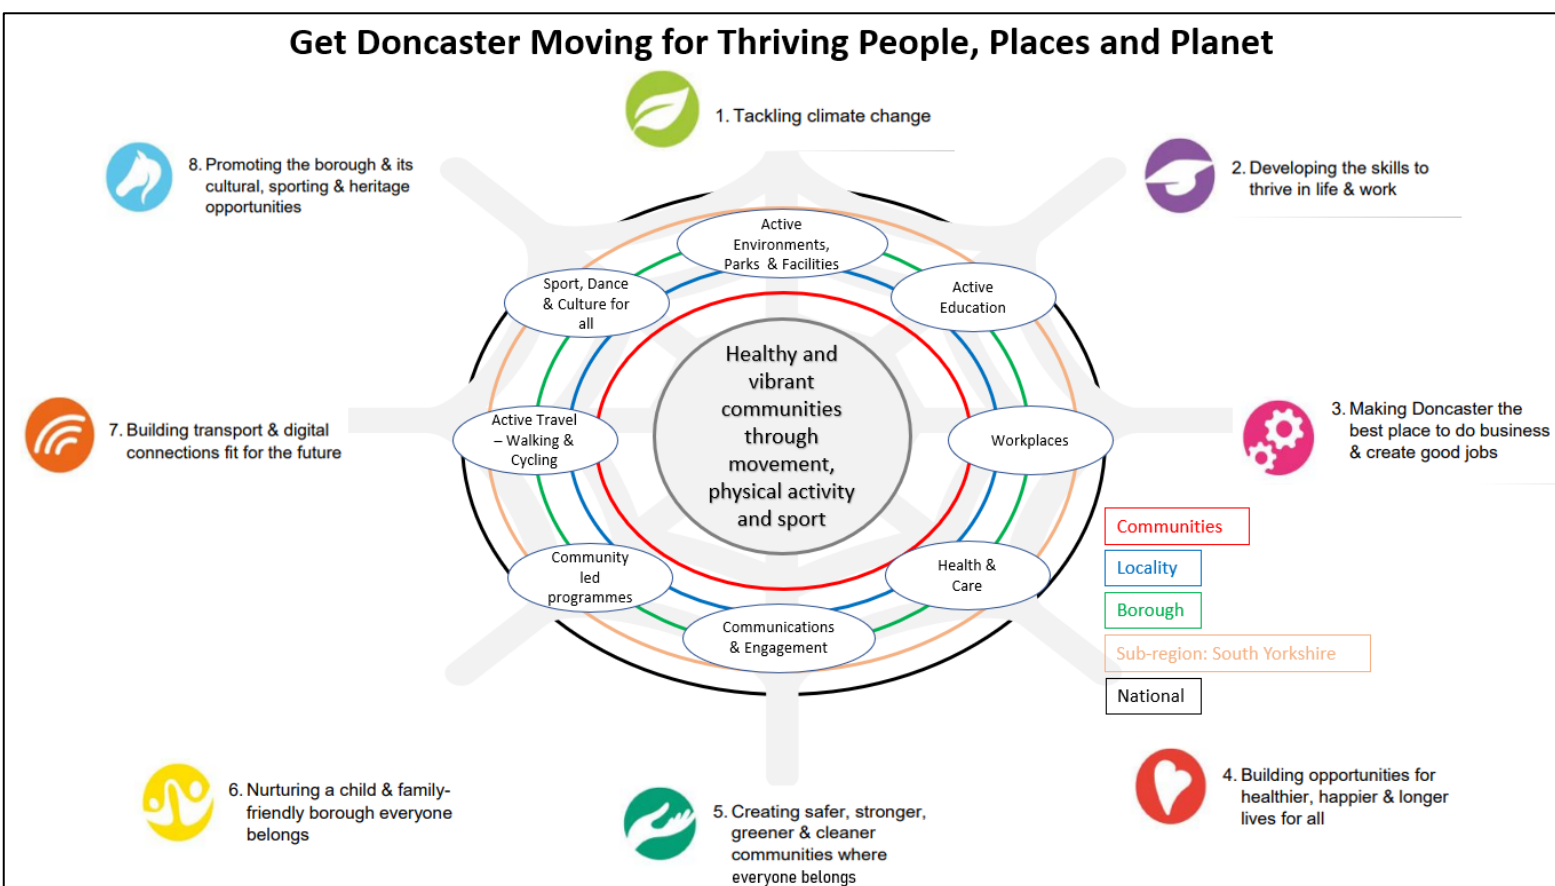 Get Doncaster Moving for Thriving People, Places and Planet
1. Tackling climate change
2. Developing the skills to
thrive in life & work
3. Making Doncaster the
best place to do business
& create good jobs
4. Building opportunities for
healthier, happier & longer
lives for all
5. Creating safer, stronger,
greener & cleaner
communities where
everyone belongs
6. Nurturing a child & family-
friendly borough everyone
belongs
7. Building transport & digital
connections fit for the future
8. Promoting the borough & its
cultural, sporting & heritage
opportunities
Active
Environments,
Parks & Facilities
Active
Education
Workplaces
Health &
Care
Communications
& Engagement
Community
led
programmes
Active Travel
– Walking &
Cycling
Sport, Dance
& Culture for
all
Healthy and
vibrant
communities
through
movement,
physical activity
and sport
Communities
Locality
Borough
Sub-region: South Yorkshire
National